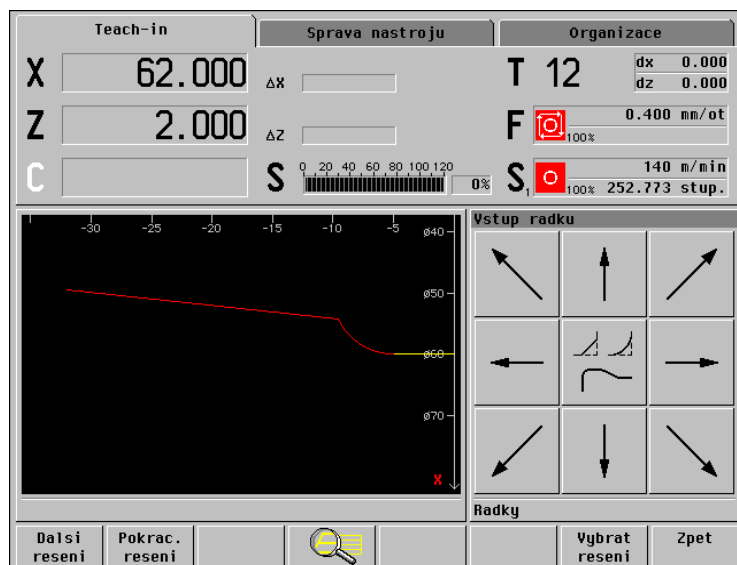 Teach-in
Sprava nastroju
Organizace
X 62.000
ΔX
T 12
dx 0.000
dz 0.000
Z 2.000
ΔZ
F 0.400 mm/ot
100%
C
S 0 20 40 60 80 100 120
0%
S1 140 m/min
100% 252.773 stup.
-30 -25 -20 -15 -10 -5 ø40
ø50
ø60
ø70
X
Vstup radku
Radky
Dalsi reseni
Pokrac. reseni
Vybrat reseni
Zpet